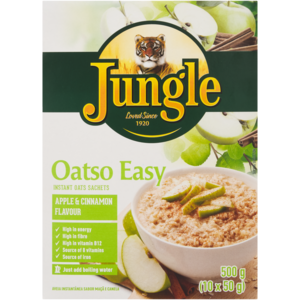 Jungle
Loved Since
1920
Oatso Easy
INSTANT OATS SACHETS
APPLE & CINNAMON
FLAVOUR
High in energy
High in fibre
High in vitamin B12
Source of B vitamins
Source of iron
Just add boiling water
500 g
(10 x 50 g)